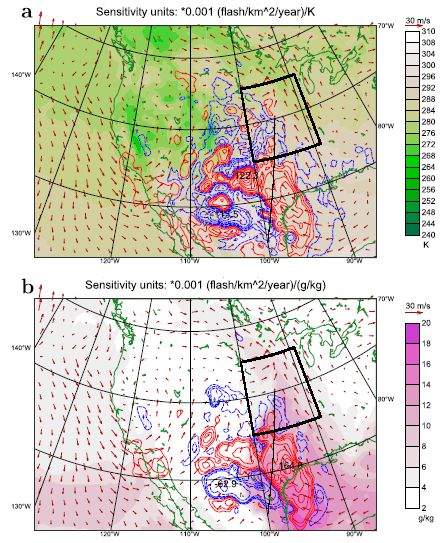 a
Sensitivity units: *0.001 (flash/km^2/year)/K
70°W
30 m/s
310
308
304
300
296
292
288
284
280
276
272
268
264
260
256
252
248
244
240
K
140°W
80°W
130°W
120°W
110°W
100°W
90°W
b
Sensitivity units: *0.001 (flash/km^2/year)/(g/kg)
70°W
30 m/s
20
18
16
14
12
10
8
6
4
2
g/kg
140°W
80°W
-62.9
130°W
120°W
110°W
100°W
90°W